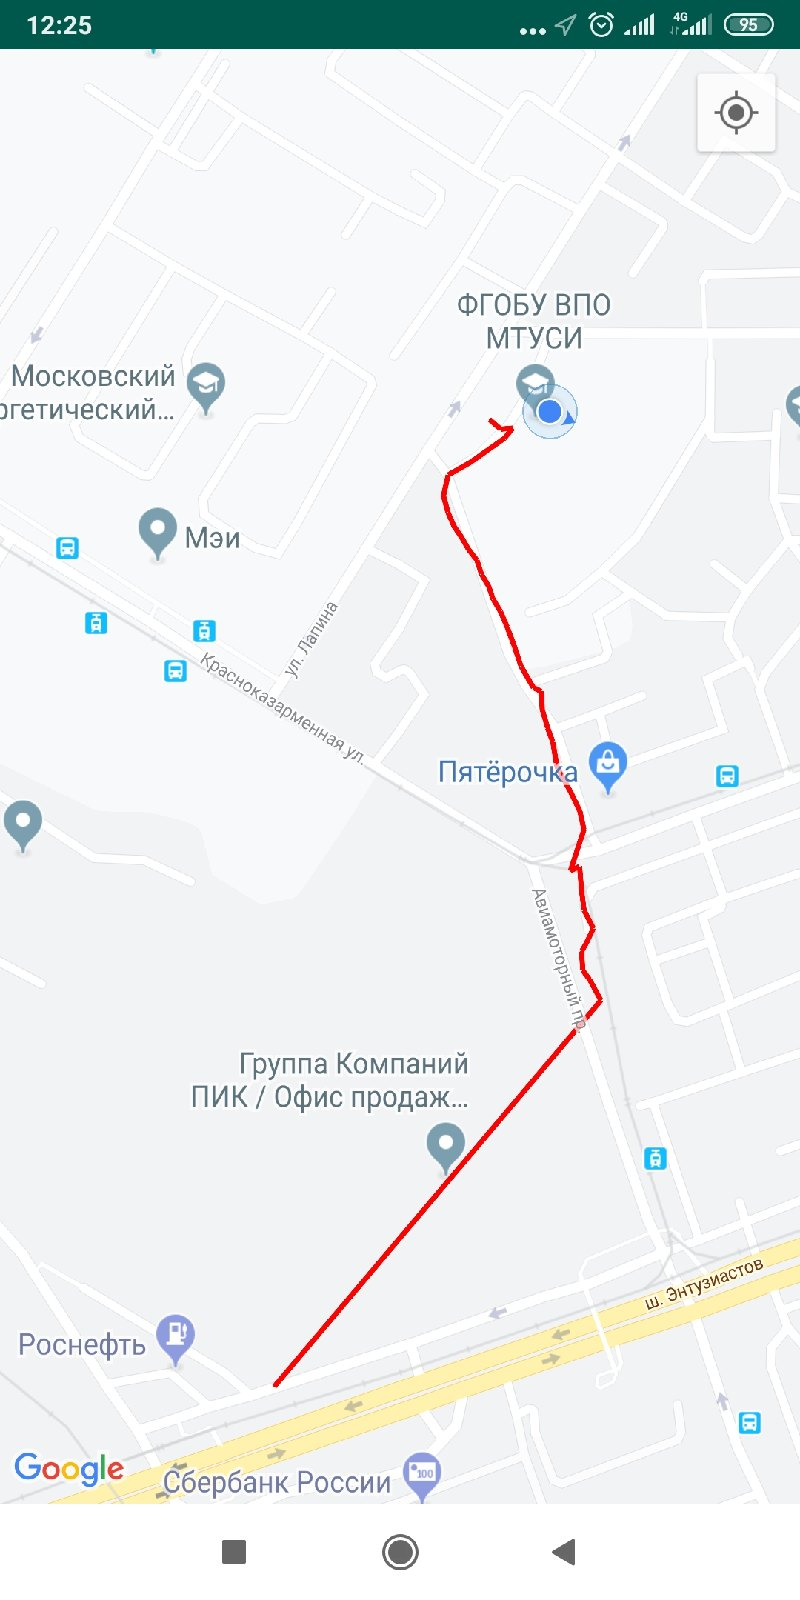 12:25
4G
95
ФГОБУ ВПО
МТУСИ
Московский
ргетический...
Мэи
ул. Лапина
Красноказарменная ул.
Пятёрочка
Авиамоторный пр.
Группа Компаний
ПИК / Офис продаж...
ш. Энтузиастов
Роснефть
Google
Сбербанк России
100